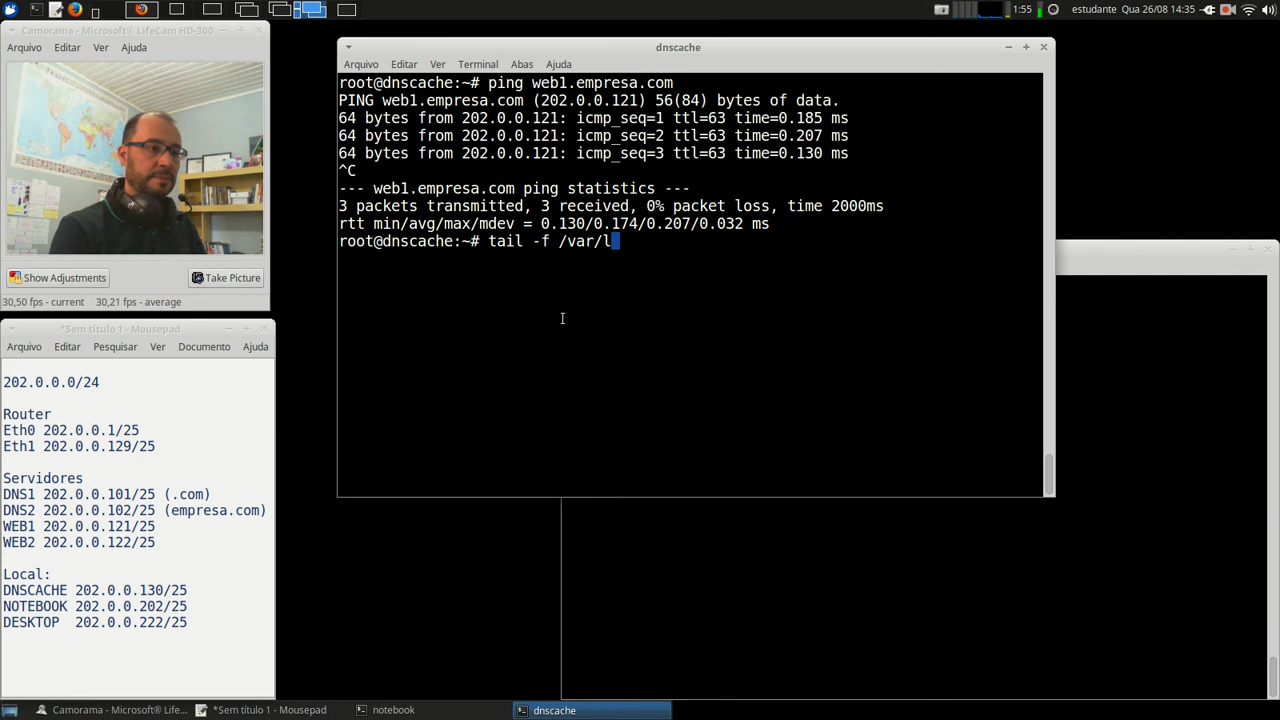 1:55
estudante Qua 26/08 14:35
Camorama - Microsoft® LifeCam HD-300
Arquivo Editar Ver Ajuda
Show Adjustments
Take Picture
30,50 fps - current 30,21 fps - average
*Sem título 1 - Mousepad
Arquivo Editar Pesquisar Ver Documento Ajuda
202.0.0.0/24
Router
Eth0 202.0.0.1/25
Eth1 202.0.0.129/25
Servidores
DNS1 202.0.0.101/25 (.com)
DNS2 202.0.0.102/25 (empresa.com)
WEB1 202.0.0.121/25
WEB2 202.0.0.122/25
Local:
DNSCACHE 202.0.0.130/25
NOTEBOOK 202.0.0.202/25
DESKTOP 202.0.0.222/25
dnscache
Arquivo Editar Ver Terminal Abas Ajuda
root@dnscache:~# ping web1.empresa.com
PING web1.empresa.com (202.0.0.121) 56(84) bytes of data.
64 bytes from 202.0.0.121: icmp_seq=1 ttl=63 time=0.185 ms
64 bytes from 202.0.0.121: icmp_seq=2 ttl=63 time=0.207 ms
64 bytes from 202.0.0.121: icmp_seq=3 ttl=63 time=0.130 ms
^C
--- web1.empresa.com ping statistics ---
3 packets transmitted, 3 received, 0% packet loss, time 2000ms
rtt min/avg/max/mdev = 0.130/0.174/0.207/0.032 ms
root@dnscache:~# tail -f /var/l
Camorama - Microsoft® LifeCa...
*Sem título 1 - Mousepad
notebook
dnscache